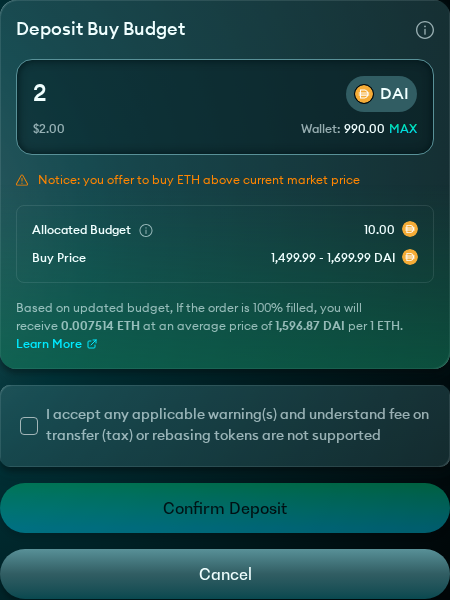 Deposit Buy Budget
2
DAI
$2.00
Wallet: 990.00 MAX
Notice: you offer to buy ETH above current market price
Allocated Budget
10.00
Buy Price
1,499.99 - 1,699.99 DAI
Based on updated budget, If the order is 100% filled, you will
receive 0.007514 ETH at an average price of 1,596.87 DAI per 1 ETH.
Learn More
I accept any applicable warning(s) and understand fee on
transfer (tax) or rebasing tokens are not supported
Confirm Deposit
Cancel